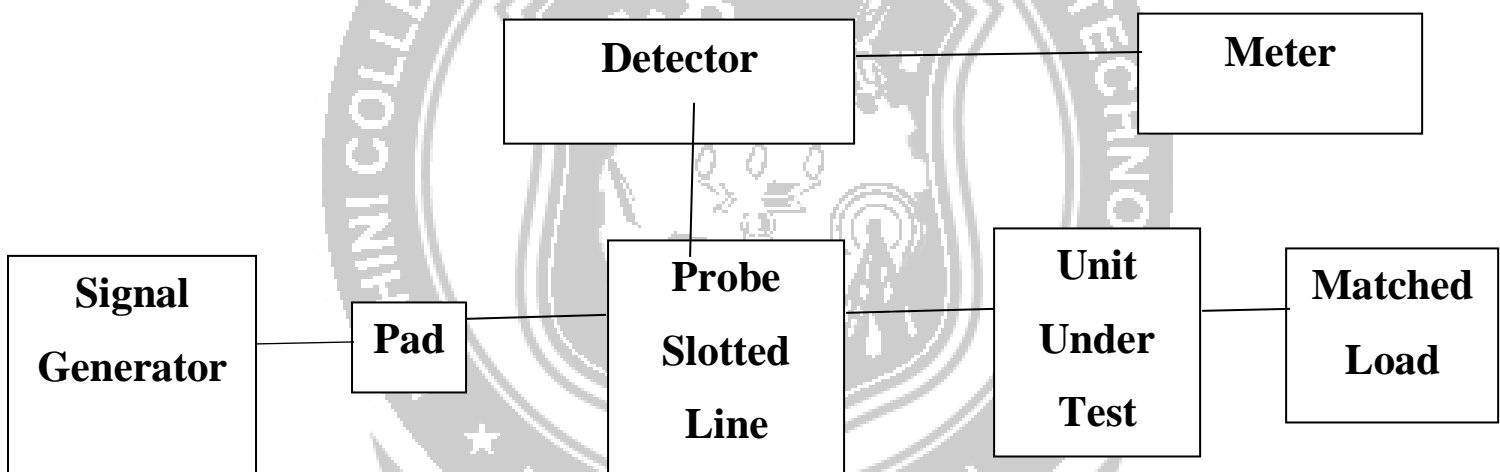 Detector
Meter
Signal
Generator
Pad
Probe
Slotted
Line
Unit
Under
Test
Matched
Load